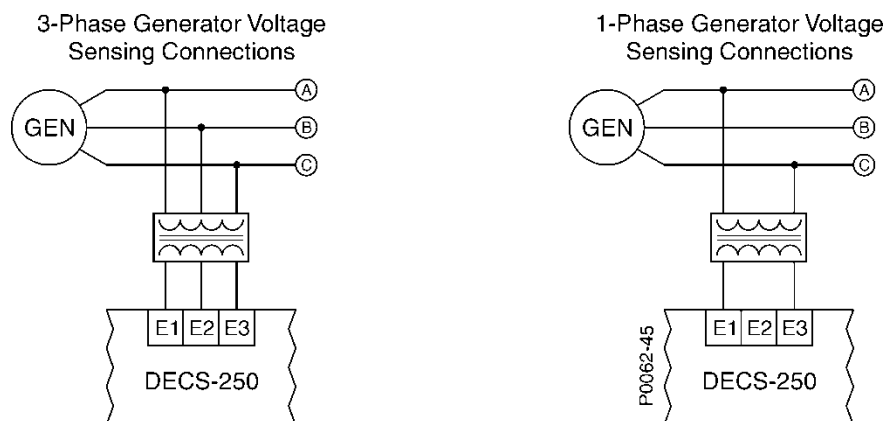 3-Phase Generator Voltage
Sensing Connections
GEN
A
B
C
E1 E2 E3
DECS-250
1-Phase Generator Voltage
Sensing Connections
GEN
A
B
C
E1 E2 E3
DECS-250
P0062-45